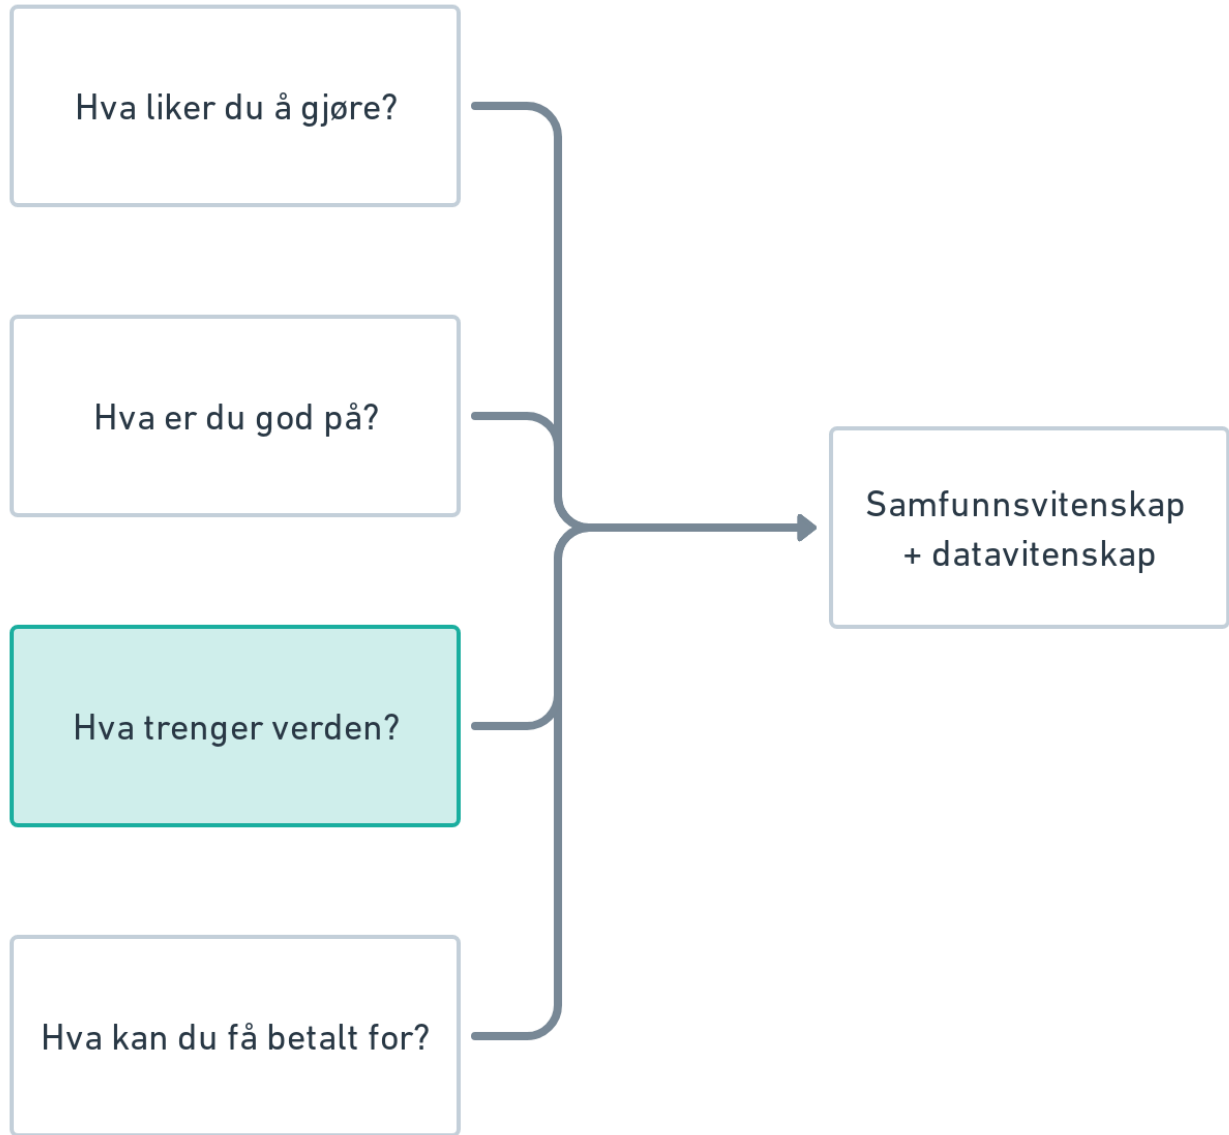 Hva liker du å gjøre?
Hva er du god på?
Hva trenger verden?
Hva kan du få betalt for?
Samfunnsvitenskap
+ datavitenskap